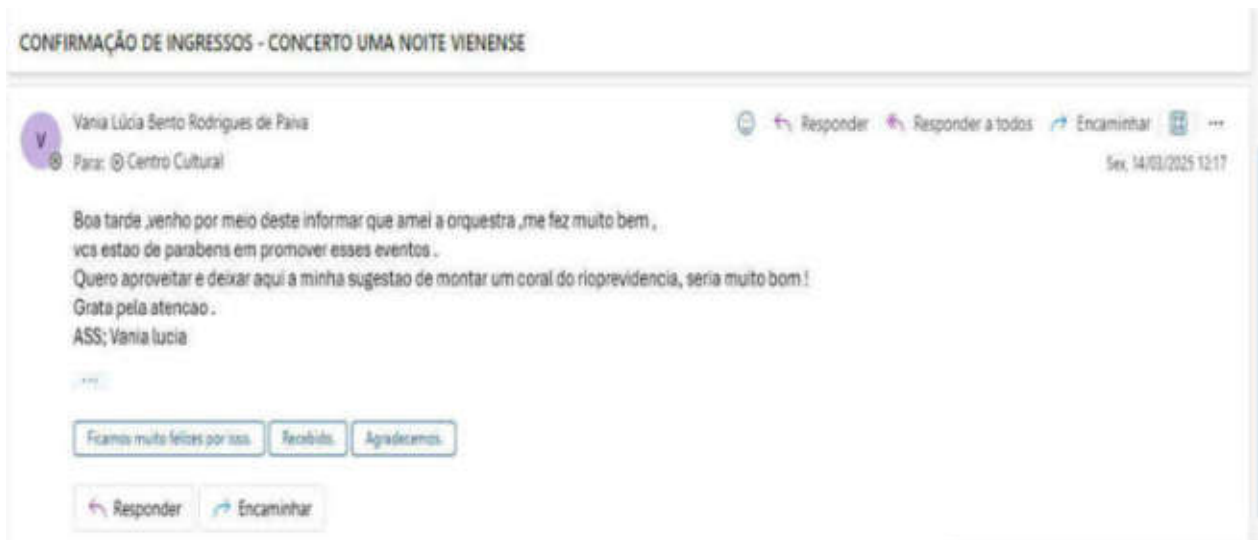 CONFIRMAÇÃO DE INGRESSOS - CONCERTO UMA NOITE VIENENSE
V
Vania Lúcia Bento Rodrigues de Paiva
Responder Responder a todos Encaminhar ...
Para: Centro Cultural
Sex, 14/03/2025 12:17
Boa tarde ,venho por meio deste informar que amei a orquestra ,me fez muito bem ,
vcs estao de parabens em promover esses eventos .
Quero aproveitar e deixar aqui a minha sugestao de montar um coral do rioprevidencia, seria muito bom !
Grata pela atencao .
ASS; Vania lucia
...
Ficamos muito felizes por isso. Recebido. Agradecemos.
Responder Encaminhar